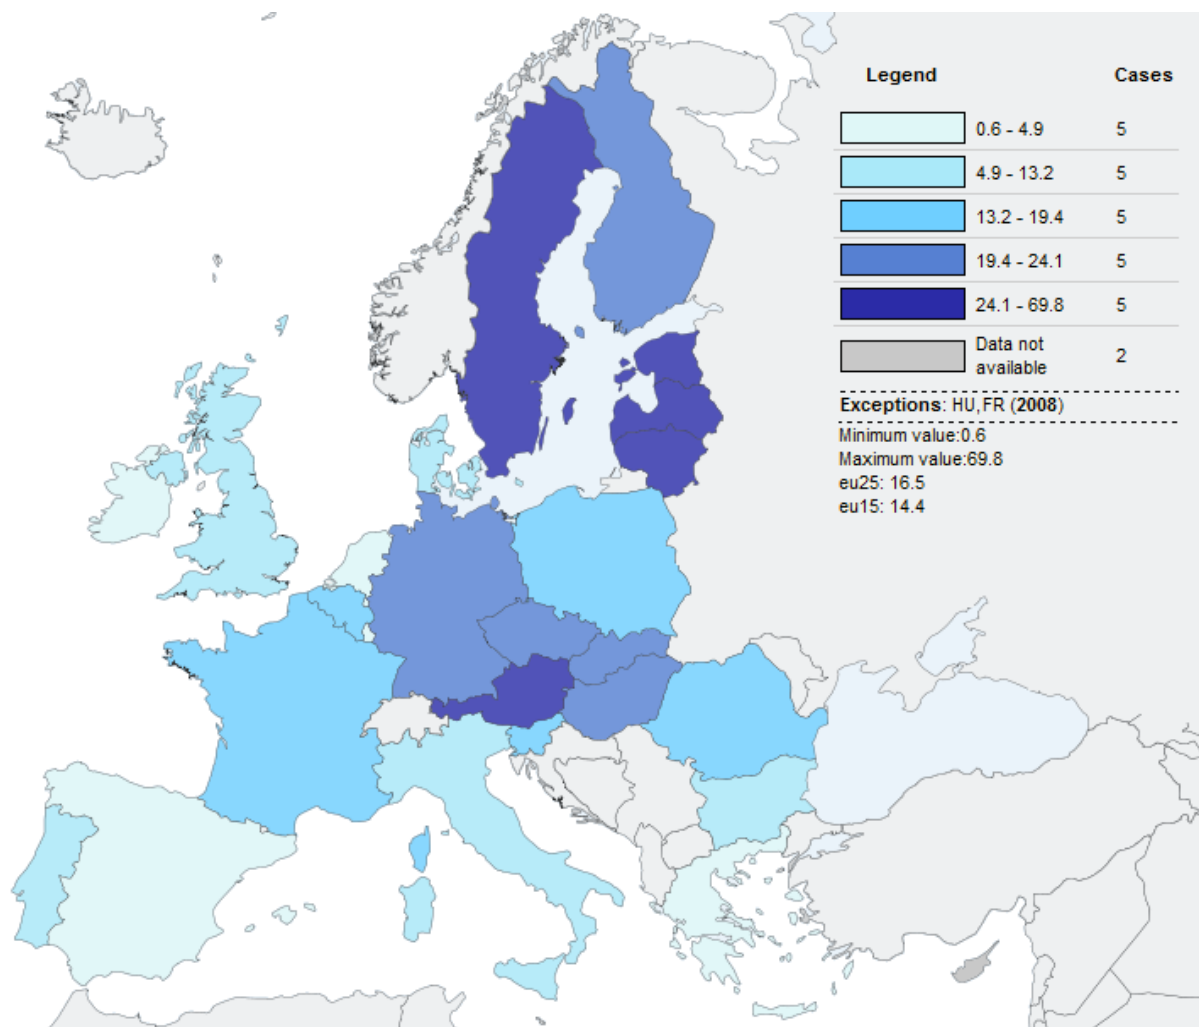 Legend Cases
0.6 - 4.9 5
4.9 - 13.2 5
13.2 - 19.4 5
19.4 - 24.1 5
24.1 - 69.8 5
Data not
available 2
Exceptions: HU,FR (2008)
Minimum value:0.6
Maximum value:69.8
eu25: 16.5
eu15: 14.4